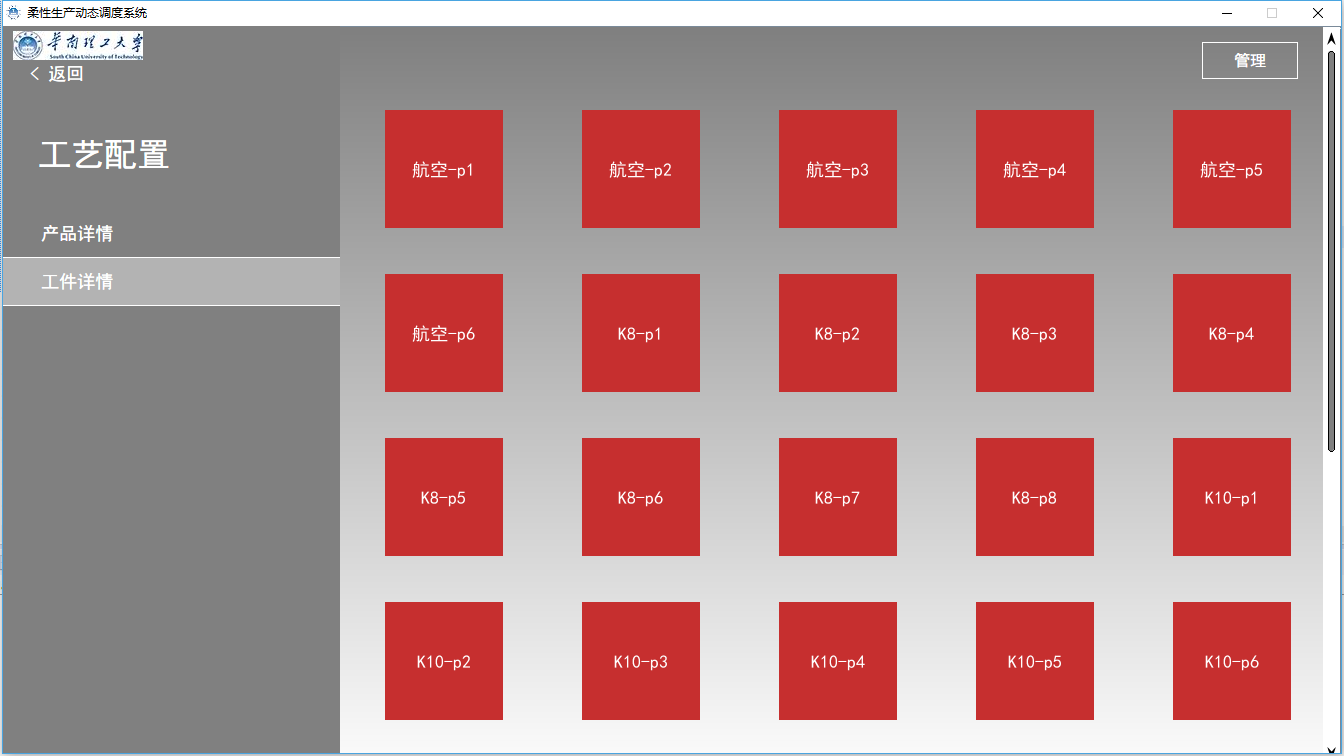 柔性生产动态调度系统
华南理工大学
South China University of Technology
返回
管理
工艺配置
产品详情
工件详情
航空-p1
航空-p2
航空-p3
航空-p4
航空-p5
航空-p6
K8-p1
K8-p2
K8-p3
K8-p4
K8-p5
K8-p6
K8-p7
K8-p8
K10-p1
K10-p2
K10-p3
K10-p4
K10-p5
K10-p6